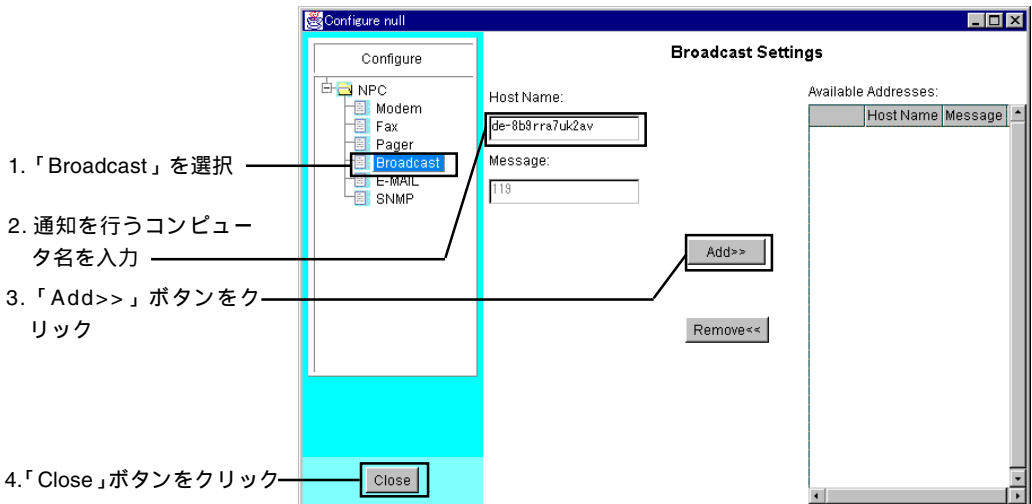 Configure null
Configure
NPC
Modem
Fax
Pager
Broadcast
E-MAIL
SNMP
Close
Broadcast Settings
Host Name:
de-8b9rra7uk2av
Message:
119
Add>>
Remove<<
Available Addresses:
Host Name Message
1.「Broadcast」を選択
2. 通知を行うコンピュー
タ名を入力
3.「Add>>」ボタンをク
リック
4.「Close」ボタンをクリック